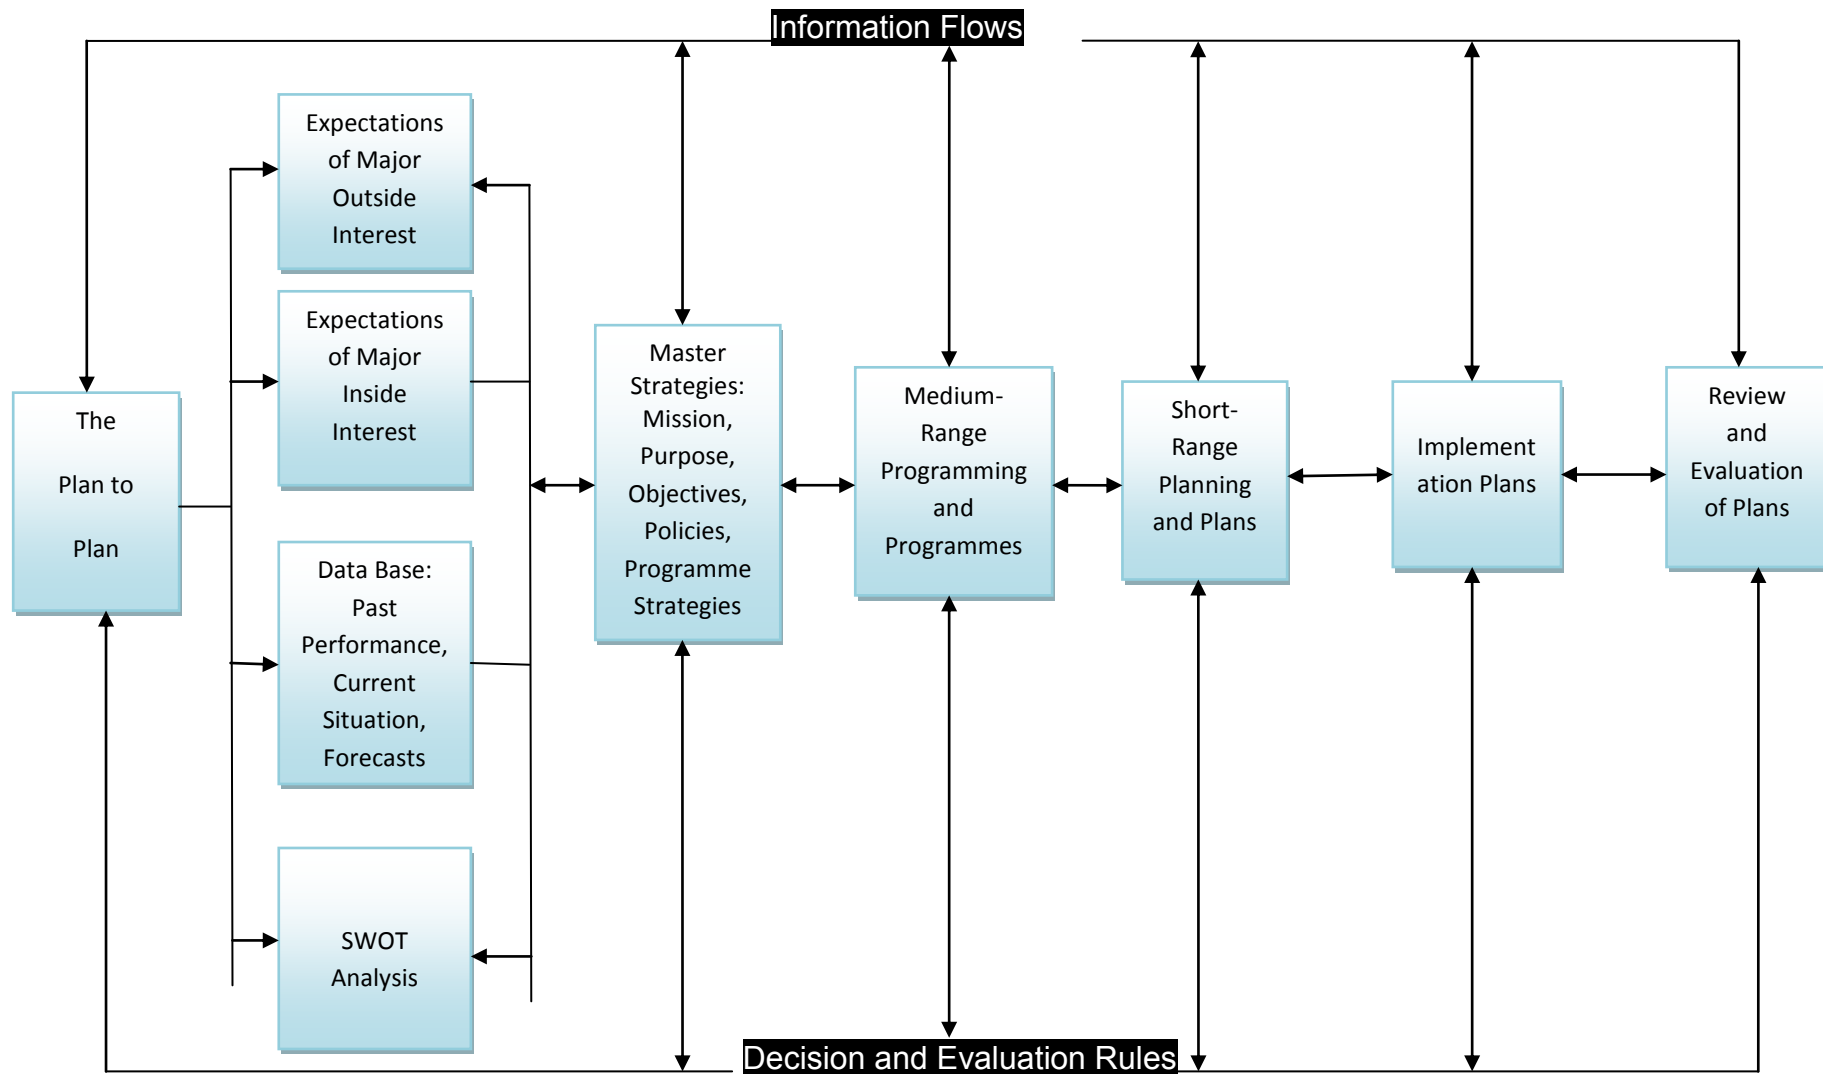 Information Flows
The
Plan to
Plan
Expectations
of Major
Outside
Interest
Expectations
of Major
Inside
Interest
Data Base:
Past
Performance,
Current
Situation,
Forecasts
SWOT
Analysis
Master
Strategies:
Mission,
Purpose,
Objectives,
Policies,
Programme
Strategies
Medium-
Range
Programming
and
Programmes
Short-
Range
Planning
and Plans
Implement
ation Plans
Review
and
Evaluation
of Plans
Decision and Evaluation Rules